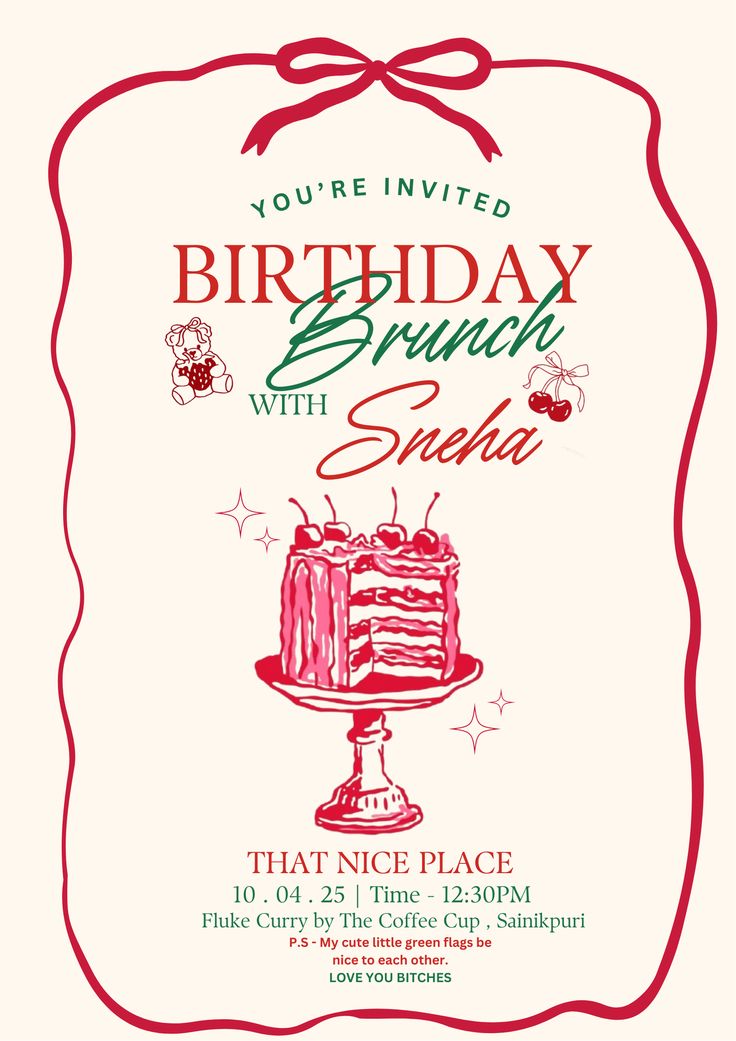 YOU'RE INVITED
BIRTHDAY
Brunch
WITH
Sneha
THAT NICE PLACE
10 . 04 . 25 | Time - 12:30PM
Fluke Curry by The Coffee Cup , Sainikpuri
P.S - My cute little green flags be
nice to each other.
LOVE YOU BITCHES